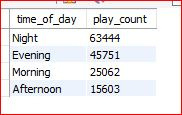 time_of_day play_count
Night 63444
Evening 45751
Morning 25062
Afternoon 15603